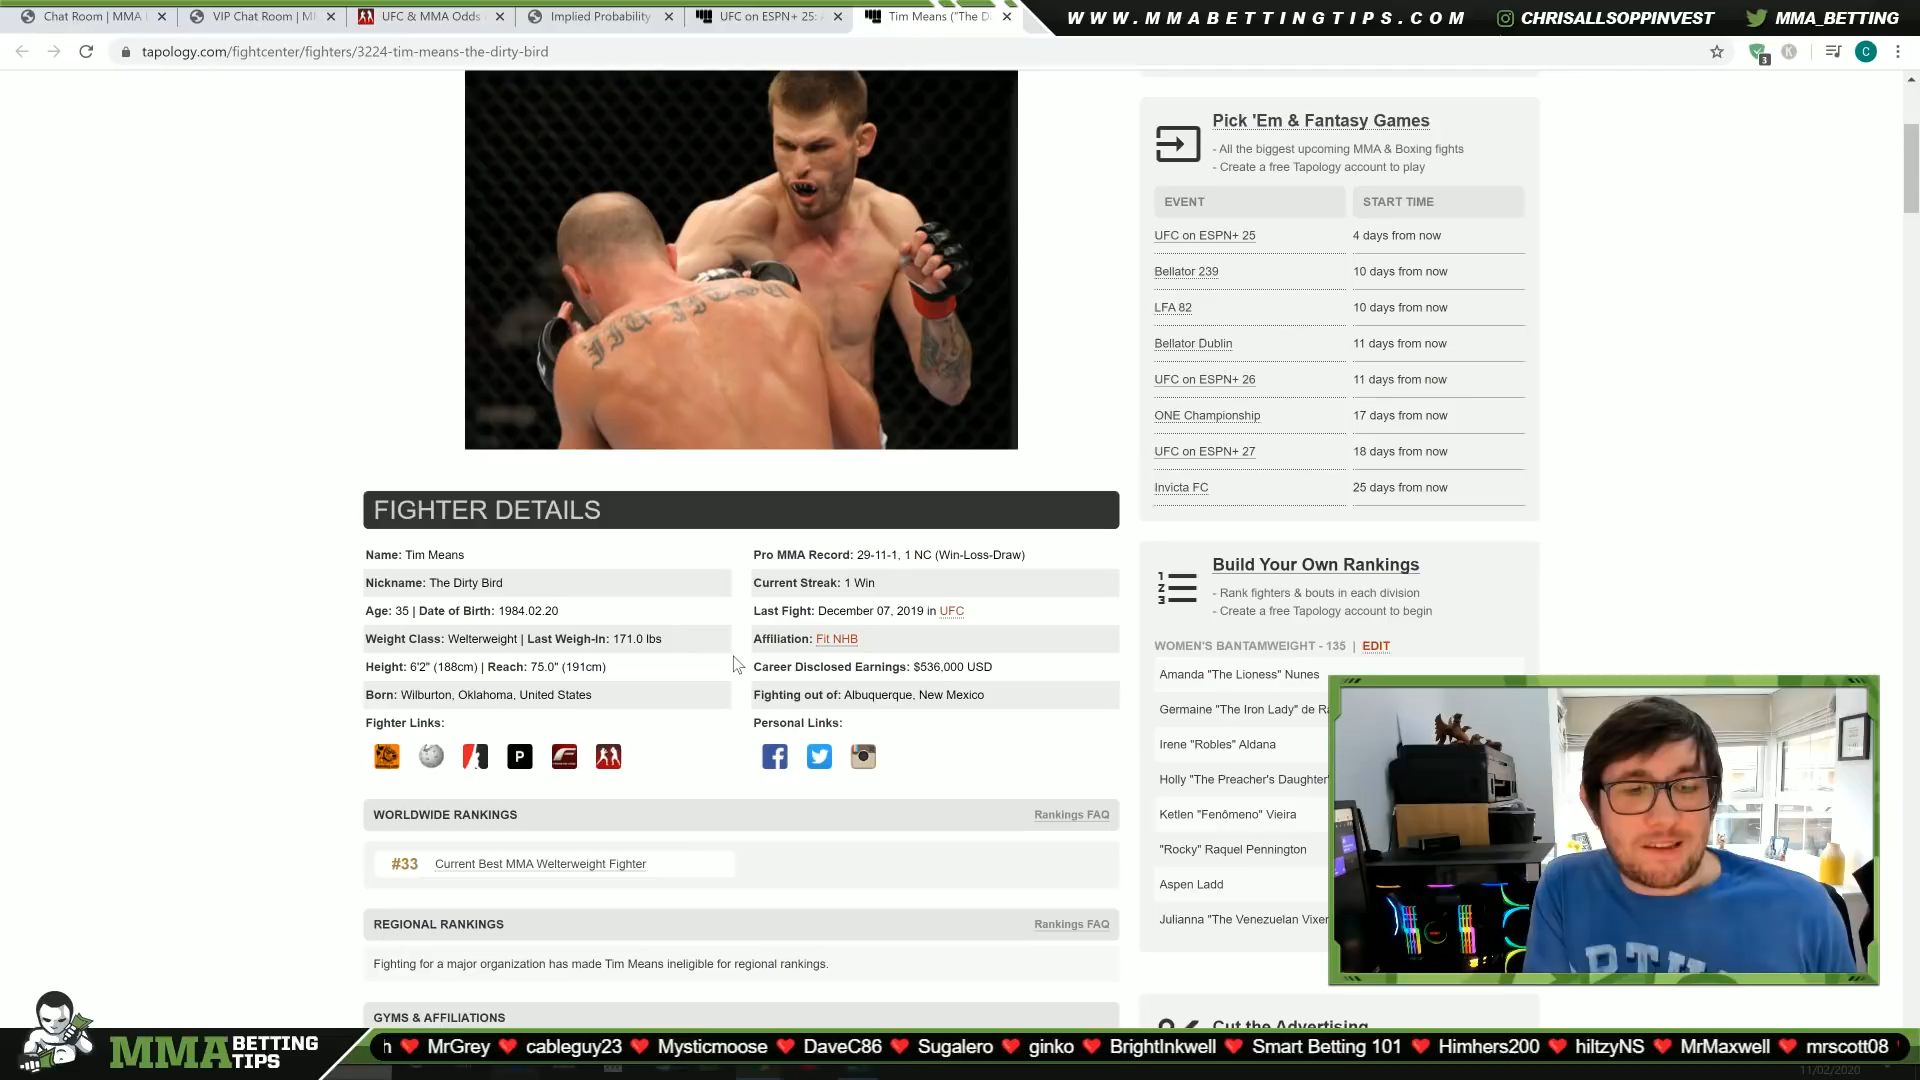 Chat Room | MMA
VIP Chat Room | M
UFC & MMA Odds
Implied Probability
UFC on ESPN+ 25:
Tim Means ("The D
WWW.MMABETTINGTIPS.COM
CHRISALLSOPPINVEST
MMA_BETTING
tapology.com/fightcenter/fighters/3224-tim-means-the-dirty-bird
3
K
C
Pick 'Em & Fantasy Games
- All the biggest upcoming MMA & Boxing fights
- Create a free Tapology account to play
EVENT START TIME
UFC on ESPN+ 25 4 days from now
Bellator 239 10 days from now
LFA 82 10 days from now
Bellator Dublin 11 days from now
UFC on ESPN+ 26 11 days from now
ONE Championship 17 days from now
UFC on ESPN+ 27 18 days from now
Invicta FC 25 days from now
FIGHTER DETAILS
Name: Tim Means
Pro MMA Record: 29-11-1, 1 NC (Win-Loss-Draw)
Nickname: The Dirty Bird
Current Streak: 1 Win
Age: 35 | Date of Birth: 1984.02.20
Last Fight: December 07, 2019 in UFC
Weight Class: Welterweight | Last Weigh-In: 171.0 lbs
Affiliation: Fit NHB
Height: 6'2" (188cm) | Reach: 75.0" (191cm)
Career Disclosed Earnings: $536,000 USD
Born: Wilburton, Oklahoma, United States
Fighting out of: Albuquerque, New Mexico
Fighter Links:
Personal Links:
P
WORLDWIDE RANKINGS
Rankings FAQ
#33 Current Best MMA Welterweight Fighter
REGIONAL RANKINGS
Rankings FAQ
Fighting for a major organization has made Tim Means ineligible for regional rankings.
GYMS & AFFILIATIONS
Build Your Own Rankings
- Rank fighters & bouts in each division
- Create a free Tapology account to begin
WOMEN'S BANTAMWEIGHT - 135 | EDIT
Amanda "The Lioness" Nunes
Germaine "The Iron Lady" de Ra
Irene "Robles" Aldana
Holly "The Preacher's Daughter"
Ketlen "Fenômeno" Vieira
"Rocky" Raquel Pennington
Aspen Ladd
Julianna "The Venezuelan Vixen
Cut the Advertising
MMA BETTING
TIPS
h MrGrey cableguy23 Mysticmoose DaveC86 Sugalero ginko BrightInkwell Smart Betting 101 Himhers200 hiltzyNS MrMaxwell mrscott08
11/02/2020